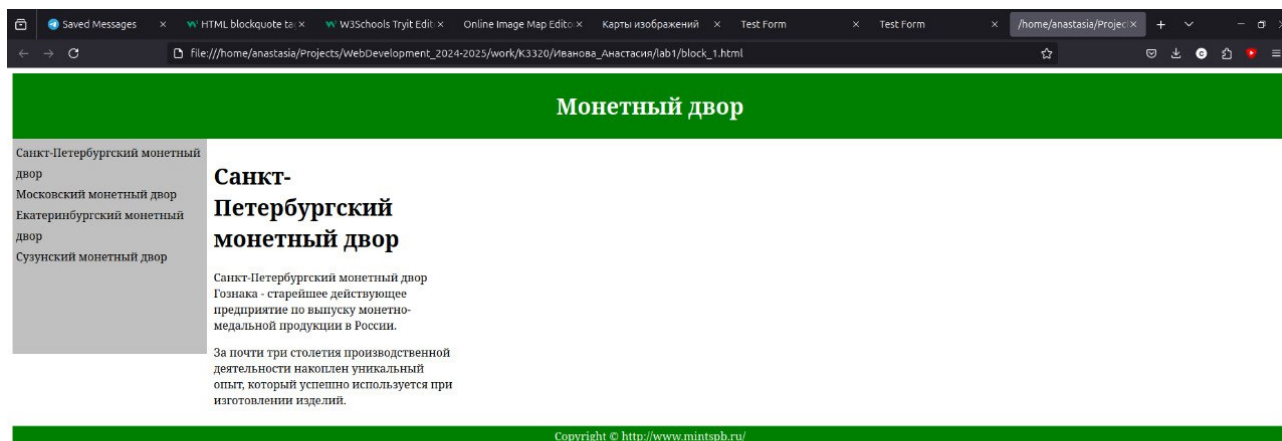 Saved Messages HTML blockquote ta W3Schools Tryit Edit Online Image Map Edito Карты изображений Test Form Test Form /home/anastasia/Projec
file:///home/anastasia/Projects/WebDevelopment_2024-2025/work/K3320/Иванова_Анастасия/lab1/block_1.html
Монетный двор
Санкт-Петербургский монетный
двор
Московский монетный двор
Екатеринбургский монетный
двор
Сузунский монетный двор
Санкт-
Петербургский
монетный двор
Санкт-Петербургский монетный двор
Гознака - старейшее действующее
предприятие по выпуску монетно-
медальной продукции в России.
За почти три столетия производственной
деятельности накоплен уникальный
опыт, который успешно используется при
изготовлении изделий.
Copyright © http://www.mintspb.ru/